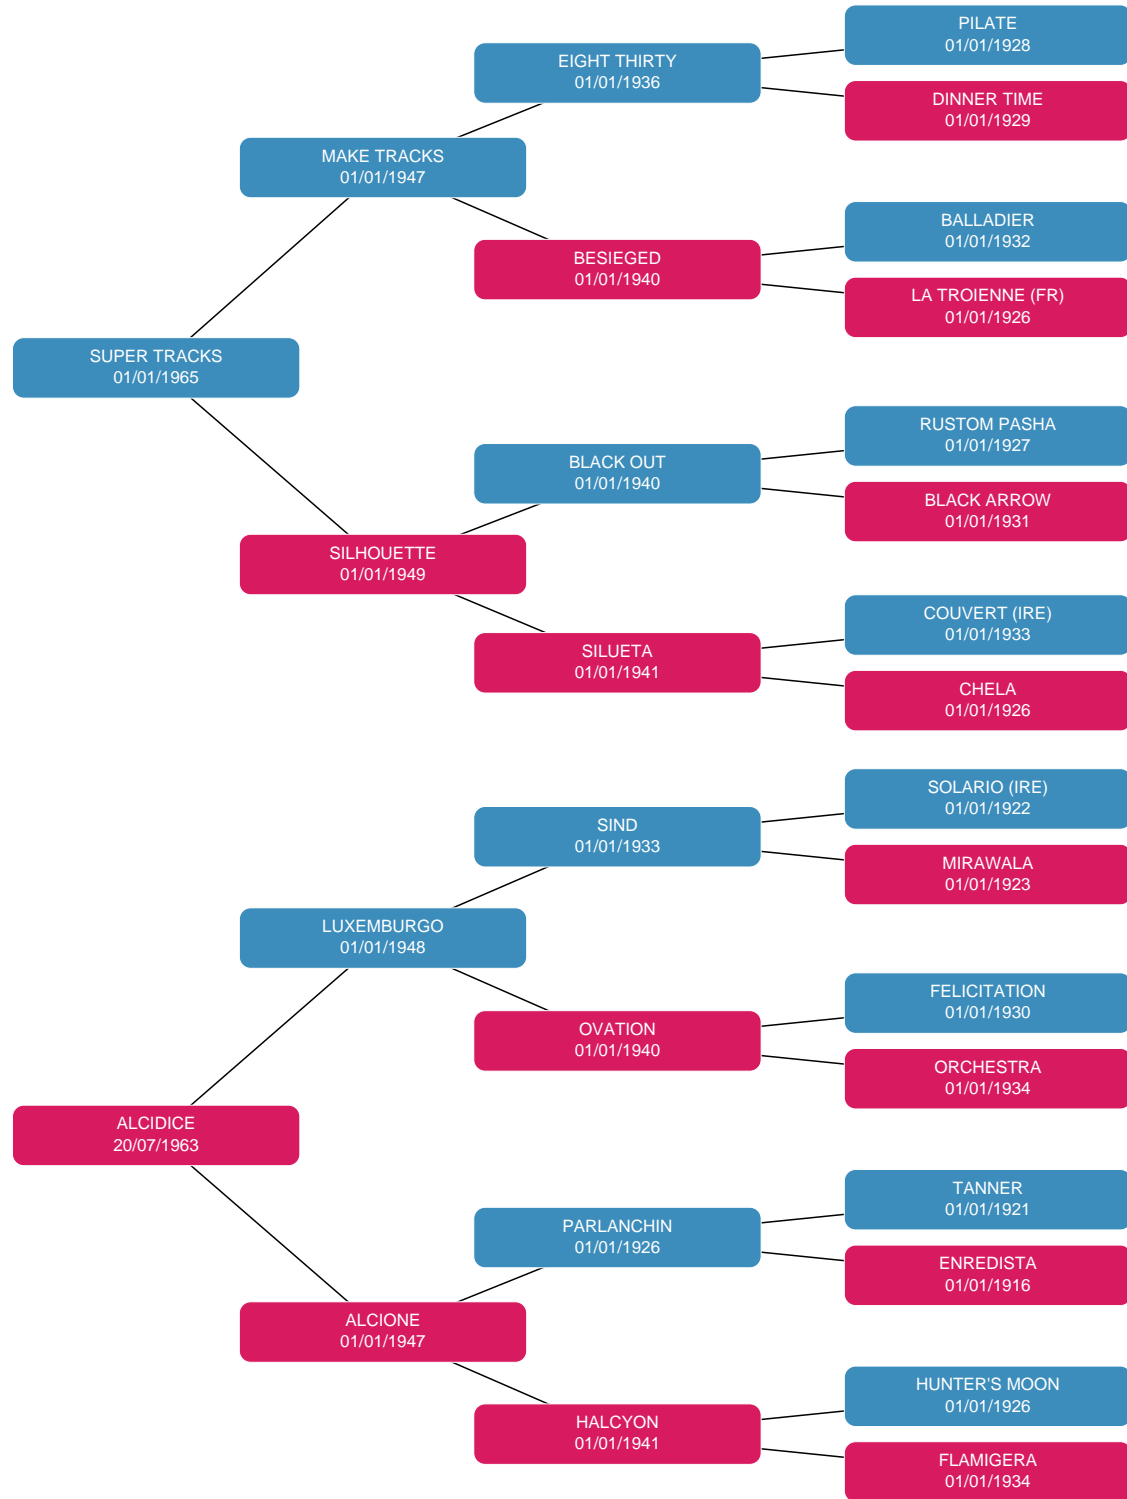 PILATE
01/01/1928
EIGHT THIRTY
01/01/1936
DINNER TIME
01/01/1929
MAKE TRACKS
01/01/1947
BALLADIER
01/01/1932
BESIEGED
01/01/1940
LA TROIENNE (FR)
01/01/1926
SUPER TRACKS
01/01/1965
RUSTOM PASHA
01/01/1927
BLACK OUT
01/01/1940
BLACK ARROW
01/01/1931
SILHOUETTE
01/01/1949
COUVERT (IRE)
01/01/1933
SILUETA
01/01/1941
CHELA
01/01/1926
SOLARIO (IRE)
01/01/1922
SIND
01/01/1933
MIRAWALA
01/01/1923
LUXEMBURGO
01/01/1948
FELICITATION
01/01/1930
OVATION
01/01/1940
ORCHESTRA
01/01/1934
ALCIDICE
20/07/1963
TANNER
01/01/1921
PARLANCHIN
01/01/1926
ENREDISTA
01/01/1916
ALCIONE
01/01/1947
HUNTER'S MOON
01/01/1926
HALCYON
01/01/1941
FLAMIGERA
01/01/1934